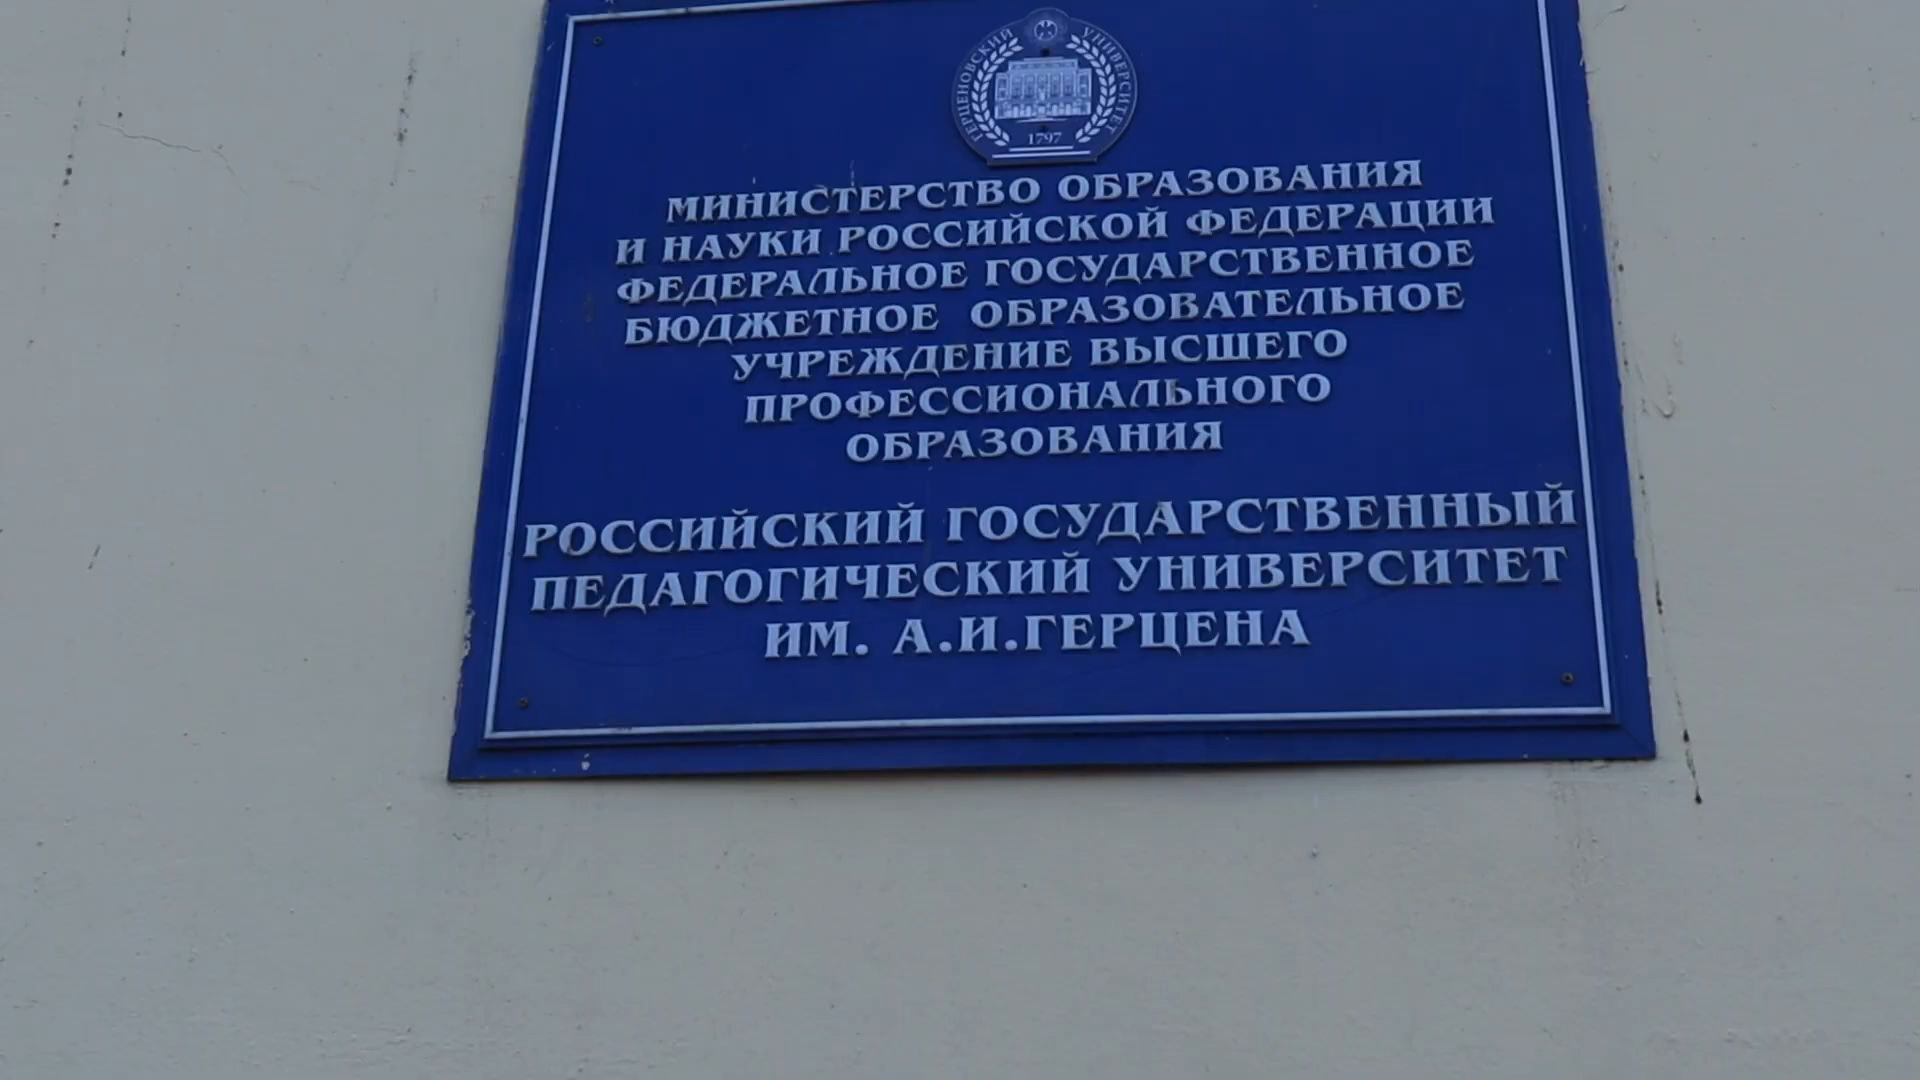 ГЕРЦЕНОВСКИЙ УНИВЕРСИТЕТ
1797
МИНИСТЕРСТВО ОБРАЗОВАНИЯ
И НАУКИ РОССИЙСКОЙ ФЕДЕРАЦИИ
ФЕДЕРАЛЬНОЕ ГОСУДАРСТВЕННОЕ
БЮДЖЕТНОЕ ОБРАЗОВАТЕЛЬНОЕ
УЧРЕЖДЕНИЕ ВЫСШЕГО
ПРОФЕССИОНАЛЬНОГО
ОБРАЗОВАНИЯ
РОССИЙСКИЙ ГОСУДАРСТВЕННЫЙ
ПЕДАГОГИЧЕСКИЙ УНИВЕРСИТЕТ
ИМ. А.И.ГЕРЦЕНА